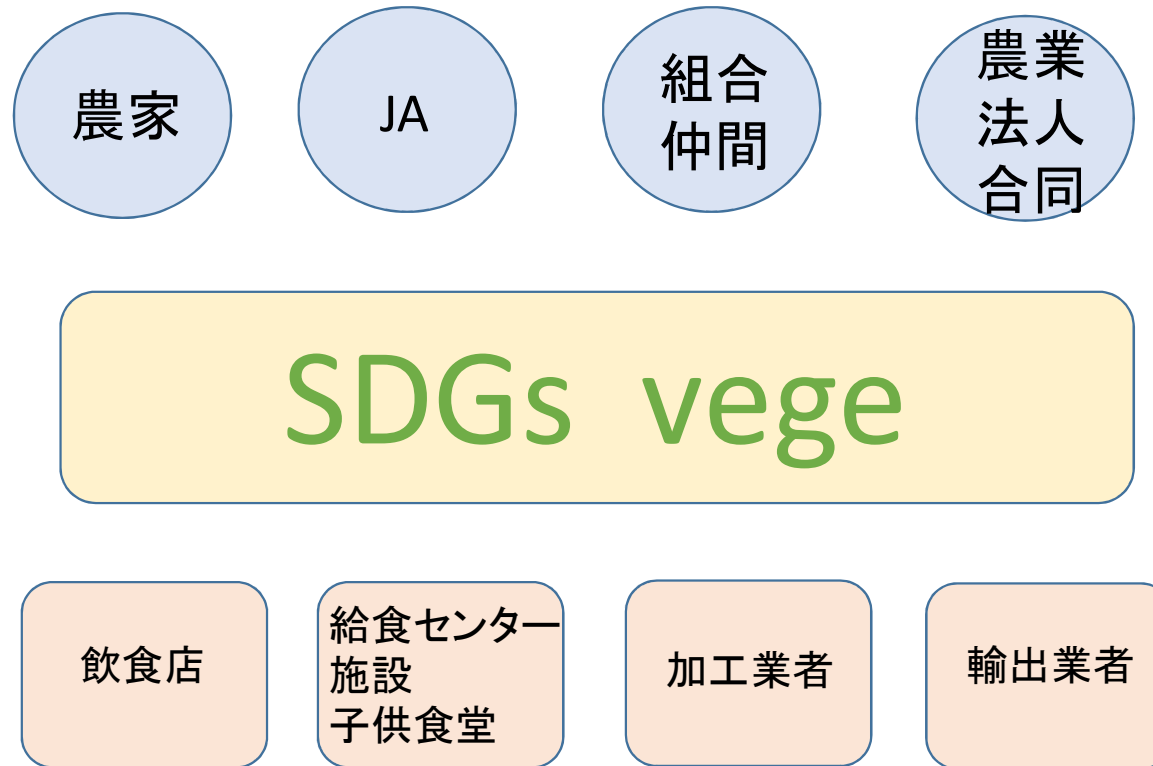 農家
JA
組合
仲間
農業
法人
合同
SDGs vege
飲食店
給食センター
施設
子供食堂
加工業者
輸出業者